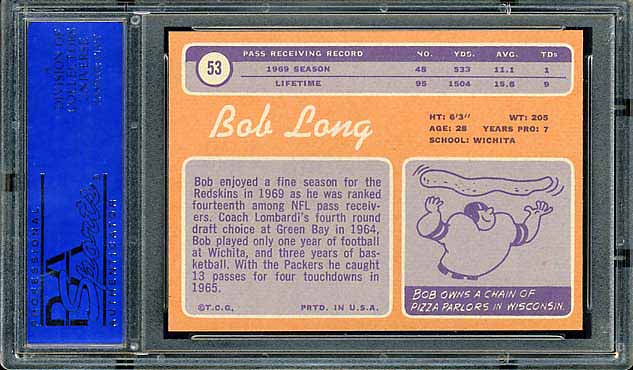 53
PASS RECEIVING RECORD NO. YDS. AVG. TDs
1969 SEASON 48 533 11.1 1
LIFETIME 95 1504 15.8 9
Bob Long
HT: 6'3" WT: 205
AGE: 28 YEARS PRO: 7
SCHOOL: WICHITA
Bob enjoyed a fine season for the
Redskins in 1969 as he was ranked
fourteenth among NFL pass receiv-
ers. Coach Lombardi's fourth round
draft choice at Green Bay in 1964,
Bob played only one year of football
at Wichita, and three years of bas-
ketball. With the Packers he caught
13 passes for four touchdowns in
1965.
©T.C.G. PRTD. IN U.S.A.
BOB OWNS A CHAIN OF
PIZZA PARLORS IN WISCONSIN.
PROFESSIONAL
PSA
Sports
AUTHENTICATOR
A
DIVISION OF
COLLECTORS
UNIVERSE